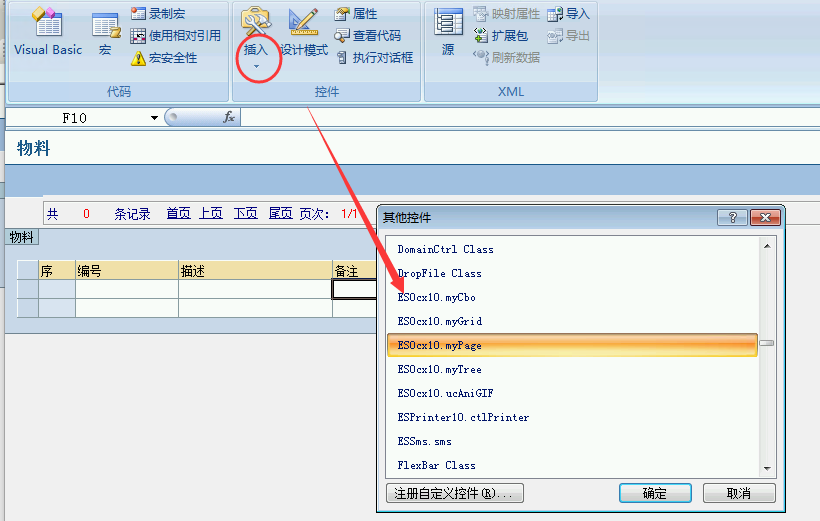 录制宏
插入
属性
映射属性
导入
使用相对引用
查看代码
扩展包
导出
Visual Basic
宏
宏安全性
设计模式
执行对话框
源
刷新数据
代码
控件
XML
F10
fx
物料
共 0 条记录 首页 上页 下页 尾页 页次： 1/1
物料
序 编号 描述 备注
其他控件
DomainCtrl Class
DropFile Class
ESOcx10.myCbo
ESOcx10.myGrid
ESOcx10.myPage
ESOcx10.myTree
ESOcx10.ucAniGIF
ESPrinter10.ctlPrinter
ESSms.sms
FlexBar Class
注册自定义控件(R)...
确定
取消